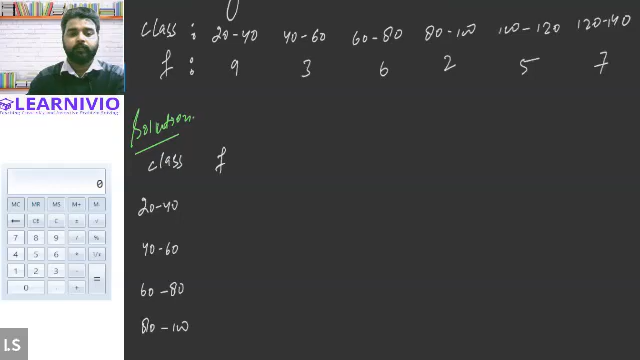 class : 20-40 40-60 60-80 80-100 100-120 120-140
f : 9 3 6 2 5 7
LEARNIVIO
Solution.
class f
20-40
40-60
60-80
80-100
0
MC MR MS M+ M-
← CE C ± √
7 8 9 / %
4 5 6 * 1/x
1 2 3 - =
0 . +
I.S